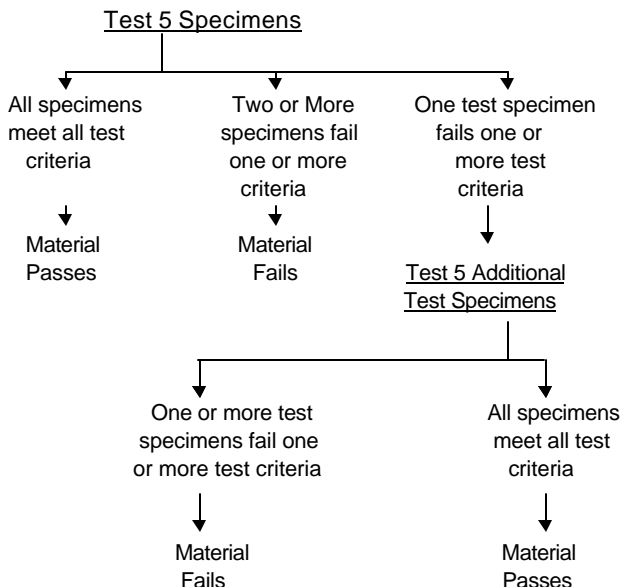 Test 5 Specimens
All specimens
meet all test
criteria
Two or More
specimens fail
one or more
criteria
One test specimen
fails one or
more test
criteria
Material
Passes
Material
Fails
Test 5 Additional
Test Specimens
One or more test
specimens fail one
or more test criteria
All specimens
meet all test
criteria
Material
Fails
Material
Passes